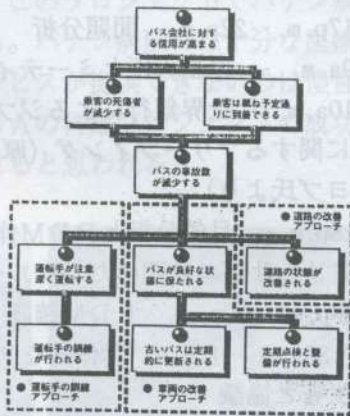 バス会社に対す
る信用が高まる
乗客の死傷者
が減少する
乗客は概ね予定通
りに到着できる
バスの事故数
が減少する
● 道路の改善
アプローチ
運転手が注意
深く運転する
バスが良好な状
態に保たれる
道路の状態が
改善される
運転手の訓練
が行われる
古いバスは定期
的に更新される
定期点検と整
備が行われる
● 運転手の訓練
アプローチ
● 車両の改善
アプローチ